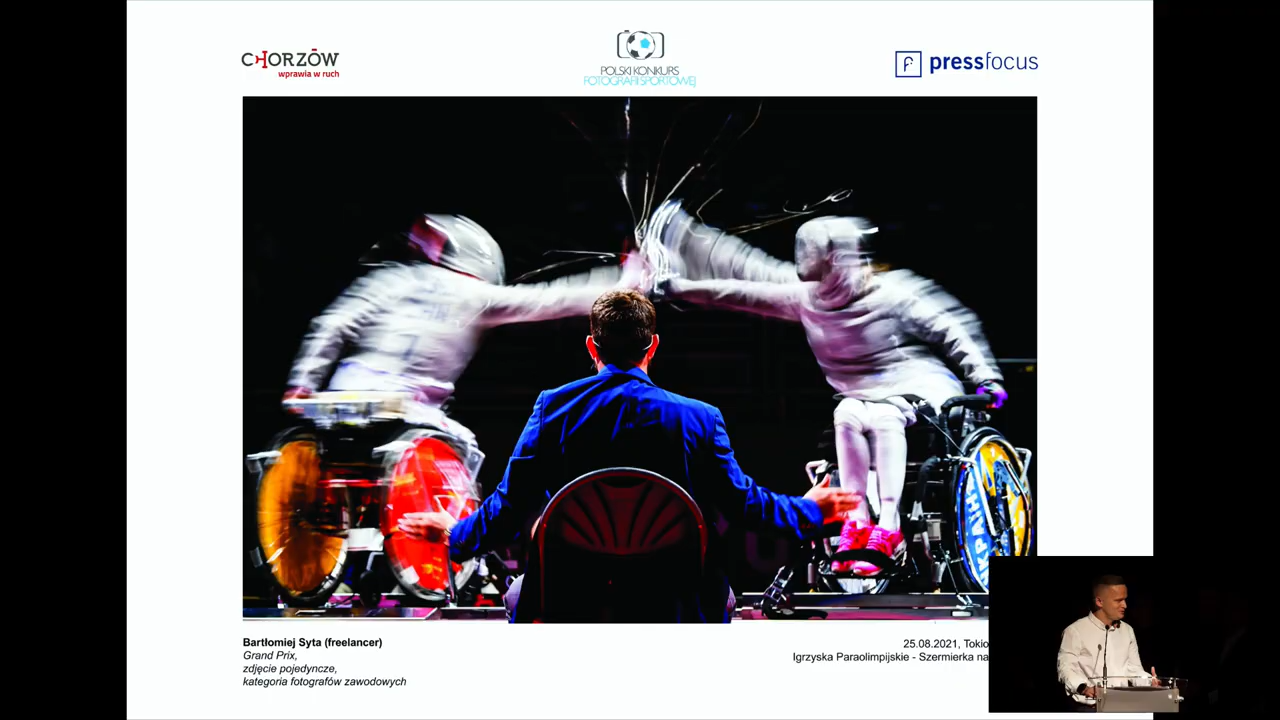 CHORZÓW
wprawia w ruch
POLSKI KONKURS
FOTOGRAFII SPORTOWEJ
f pressfocus
Bartłomiej Syta (freelancer)
Grand Prix,
zdjęcie pojedyncze,
kategoria fotografów zawodowych
25.08.2021, Tokio
Igrzyska Paraolimpijskie - Szermierka na